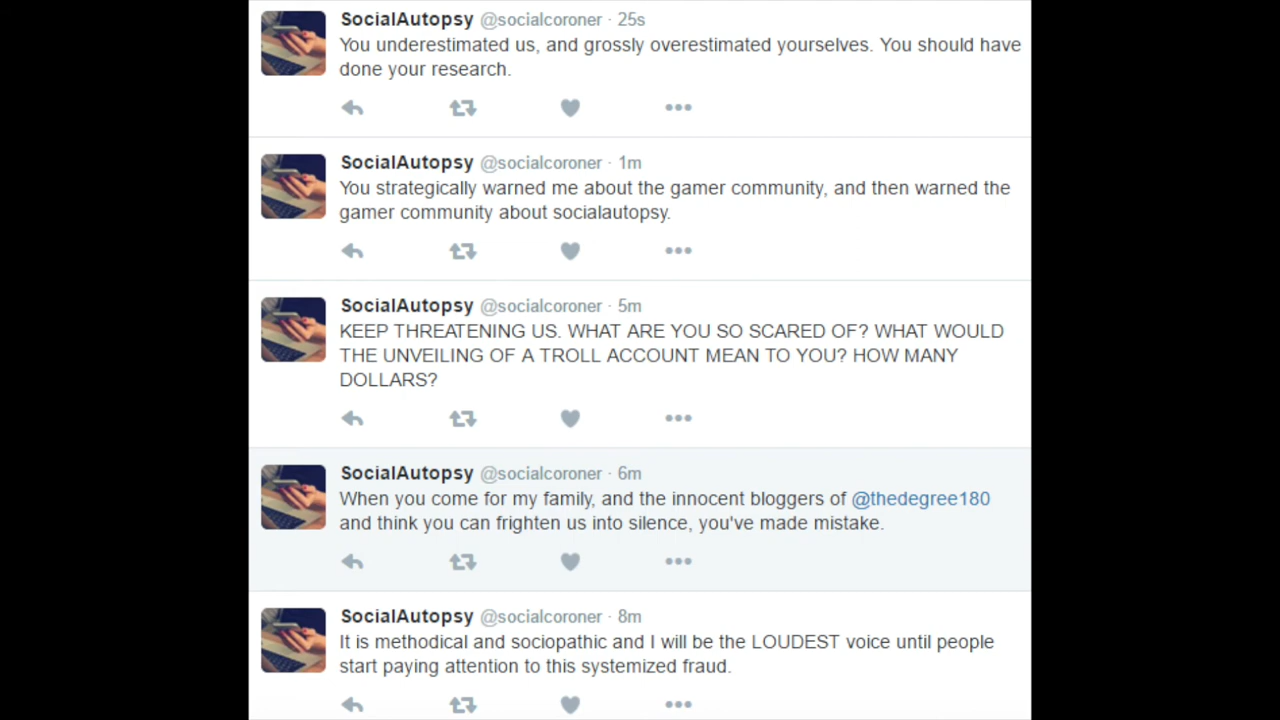 SocialAutopsy @socialcoroner · 25s
You underestimated us, and grossly overestimated yourselves. You should have
done your research.
SocialAutopsy @socialcoroner · 1m
You strategically warned me about the gamer community, and then warned the
gamer community about socialautopsy.
SocialAutopsy @socialcoroner · 5m
KEEP THREATENING US. WHAT ARE YOU SO SCARED OF? WHAT WOULD
THE UNVEILING OF A TROLL ACCOUNT MEAN TO YOU? HOW MANY
DOLLARS?
SocialAutopsy @socialcoroner · 6m
When you come for my family, and the innocent bloggers of @thedegree180
and think you can frighten us into silence, you've made mistake.
SocialAutopsy @socialcoroner · 8m
It is methodical and sociopathic and I will be the LOUDEST voice until people
start paying attention to this systemized fraud.